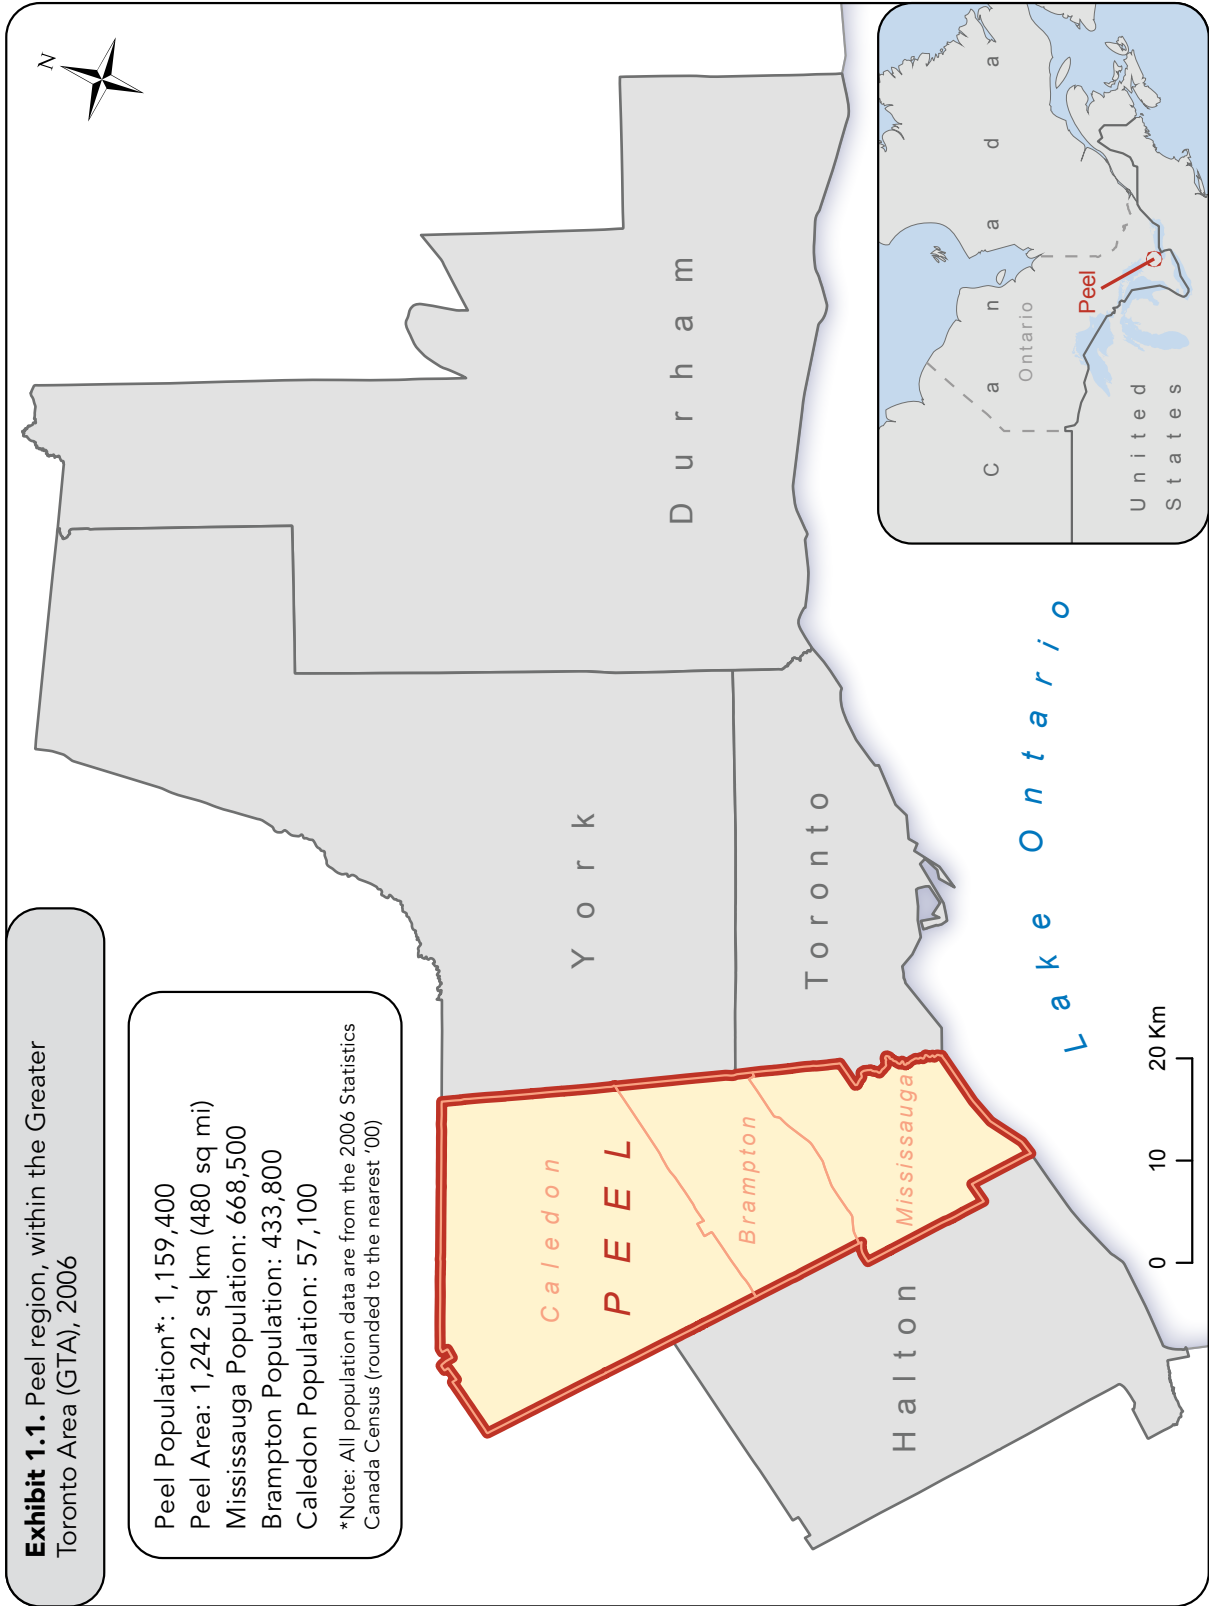 Exhibit 1.1. Peel region, within the Greater
Toronto Area (GTA), 2006
Peel Population*: 1,159,400
Peel Area: 1,242 sq km (480 sq mi)
Mississauga Population: 668,500
Brampton Population: 433,800
Caledon Population: 57,100
*Note: All population data are from the 2006 Statistics
Canada Census (rounded to the nearest '00)
N
York
Durham
Toronto
Caledon
PEEL
Brampton
Mississauga
Halton
Lake Ontario
0 10 20 Km
Canada
Ontario
Peel
United
States